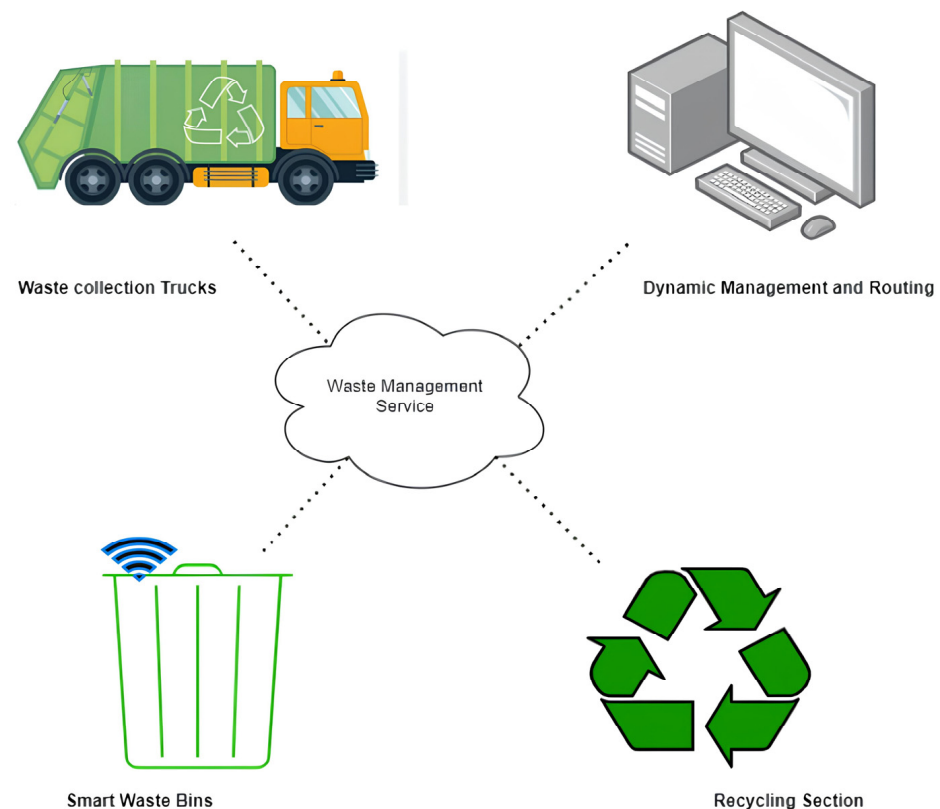 Waste collection Trucks
Dynamic Management and Routing
Waste Management
Service
Smart Waste Bins
Recycling Section